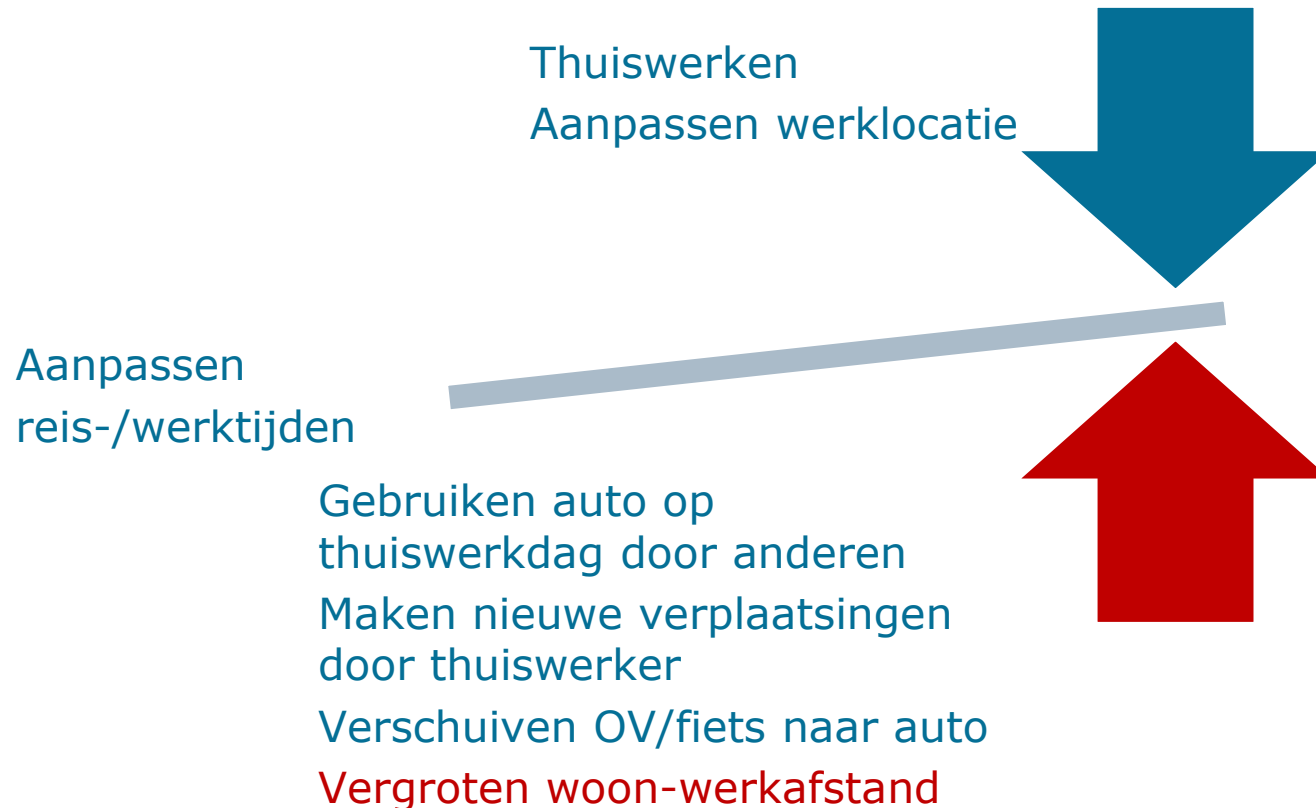 Thuiswerken
Aanpassen werklocatie
Aanpassen
reis-/werktijden
Gebruiken auto op
thuiswerkdag door anderen
Maken nieuwe verplaatsingen
door thuiswerker
Verschuiven OV/fiets naar auto
Vergroten woon-werkafstand